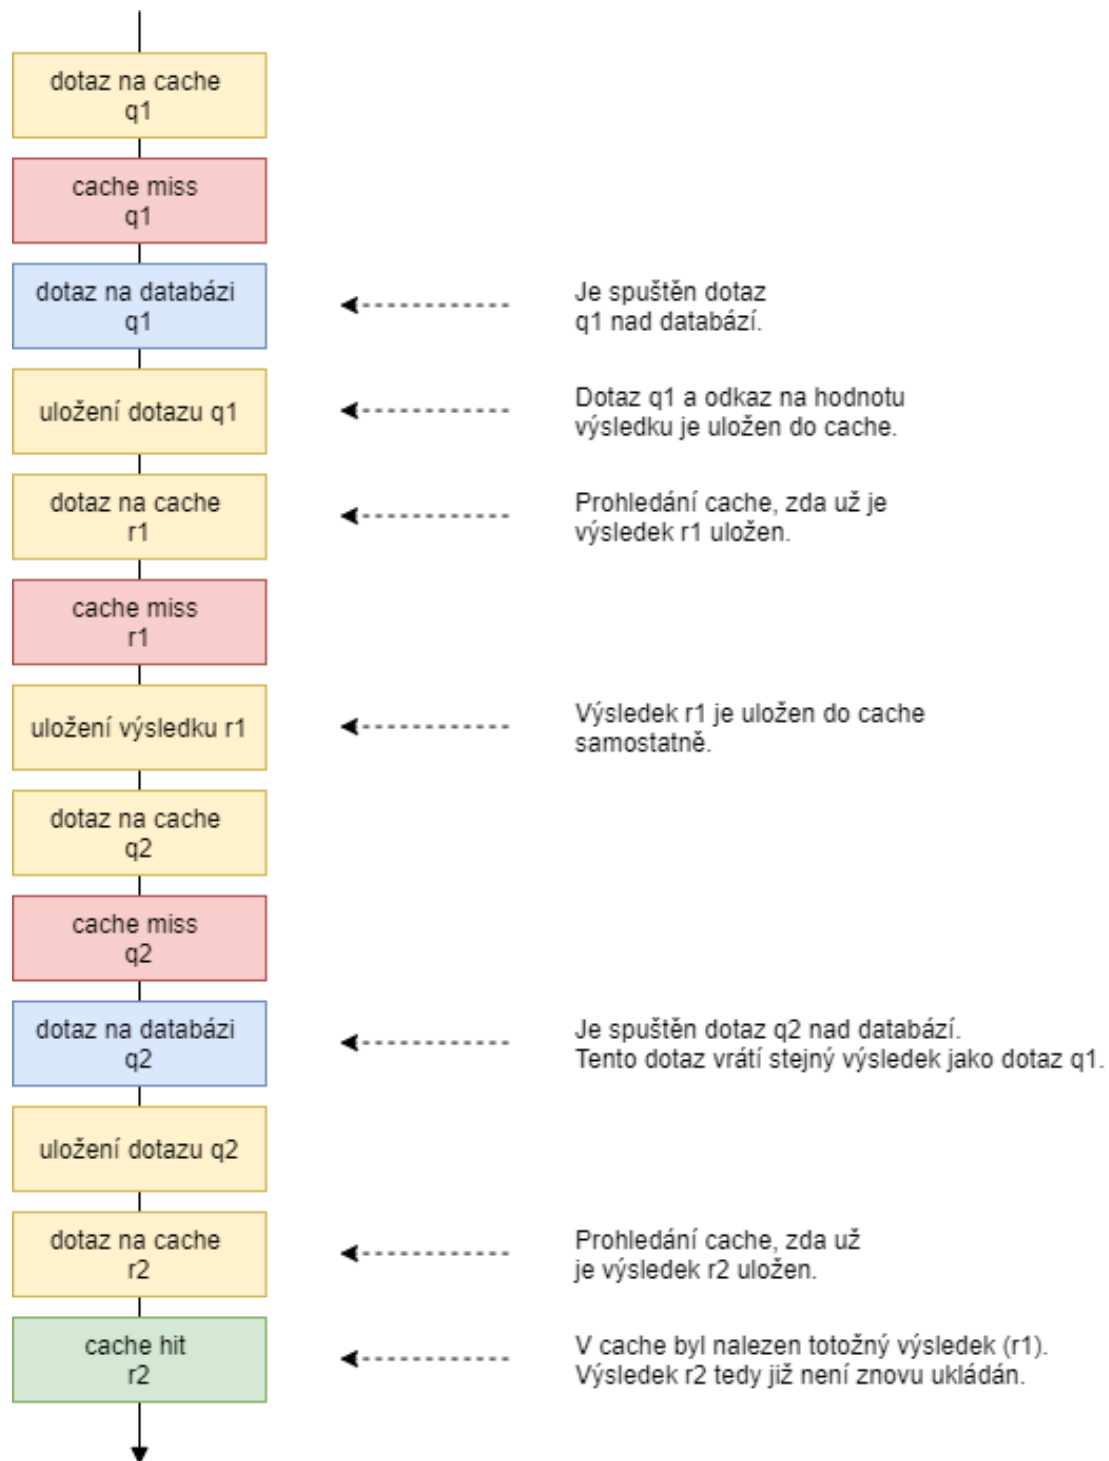 dotaz na cache
q1
cache miss
q1
dotaz na databázi
q1
Je spuštěn dotaz
q1 nad databází.
uložení dotazu q1
Dotaz q1 a odkaz na hodnotu
výsledku je uložen do cache.
dotaz na cache
r1
Prohledání cache, zda už je
výsledek r1 uložen.
cache miss
r1
uložení výsledku r1
Výsledek r1 je uložen do cache
samostatně.
dotaz na cache
q2
cache miss
q2
dotaz na databázi
q2
Je spuštěn dotaz q2 nad databází.
Tento dotaz vrátí stejný výsledek jako dotaz q1.
uložení dotazu q2
dotaz na cache
r2
Prohledání cache, zda už
je výsledek r2 uložen.
cache hit
r2
V cache byl nalezen totožný výsledek (r1).
Výsledek r2 tedy již není znovu ukládán.